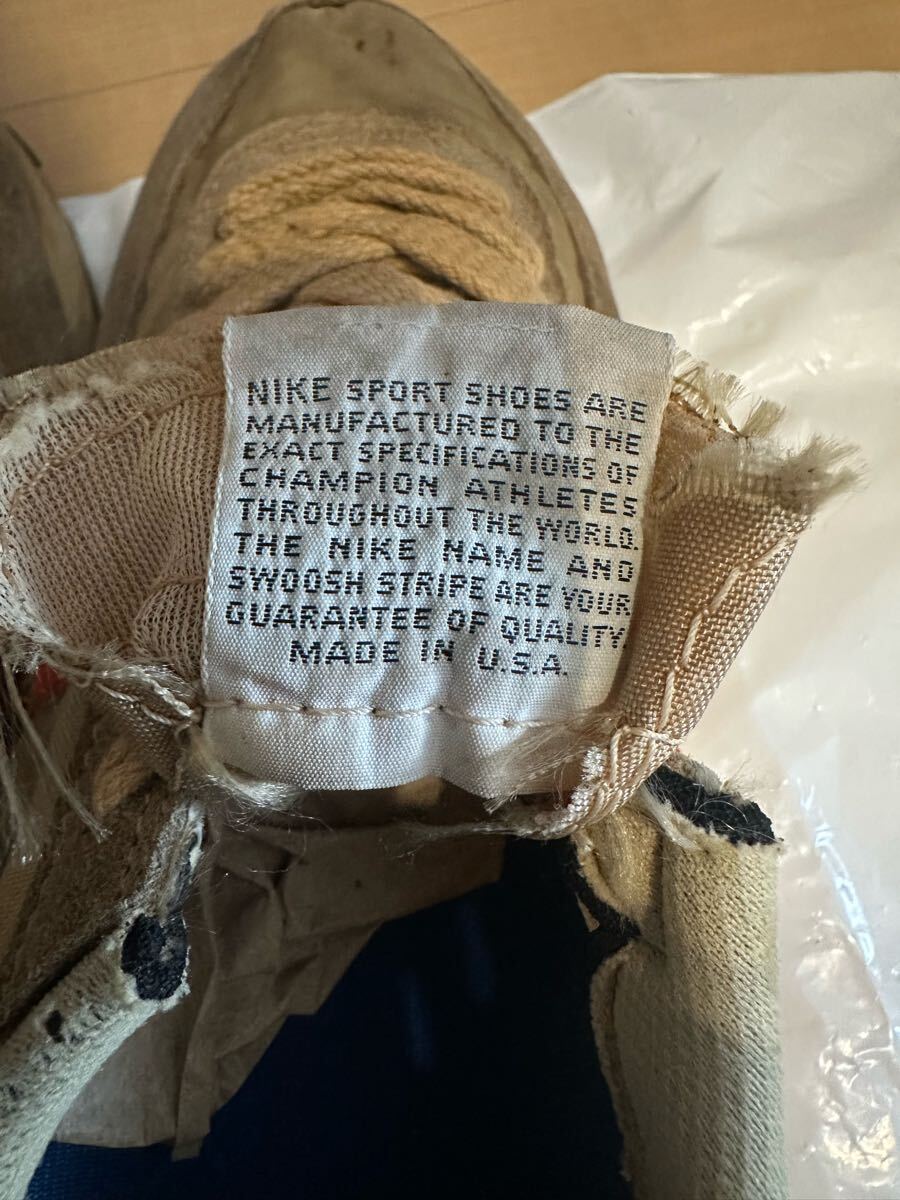 NIKE SPORT SHOES ARE
MANUFACTURED TO THE
EXACT SPECIFICATIONS OF
CHAMPION ATHLETES
THROUGHOUT THE WORLD.
THE NIKE NAME AND
SWOOSH STRIPE ARE YOUR
GUARANTEE OF QUALITY.
MADE IN U.S.A.